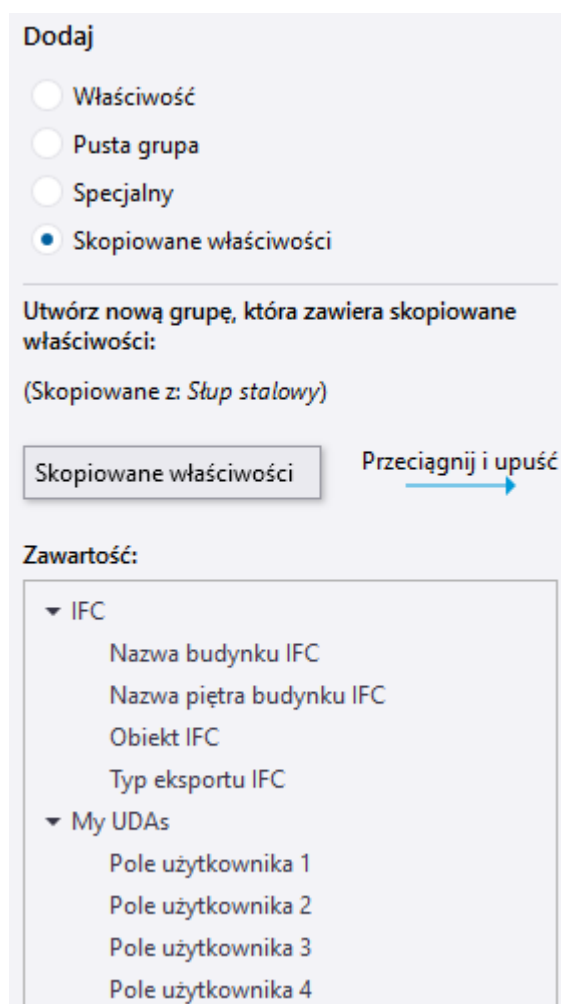 Dodaj
Właściwość
Pusta grupa
Specjalny
Skopiowane właściwości
Utwórz nową grupę, która zawiera skopiowane
właściwości:
(Skopiowane z: Słup stalowy)
Skopiowane właściwości
Przeciągnij i upuść
Zawartość:
IFC
Nazwa budynku IFC
Nazwa piętra budynku IFC
Obiekt IFC
Typ eksportu IFC
My UDAs
Pole użytkownika 1
Pole użytkownika 2
Pole użytkownika 3
Pole użytkownika 4